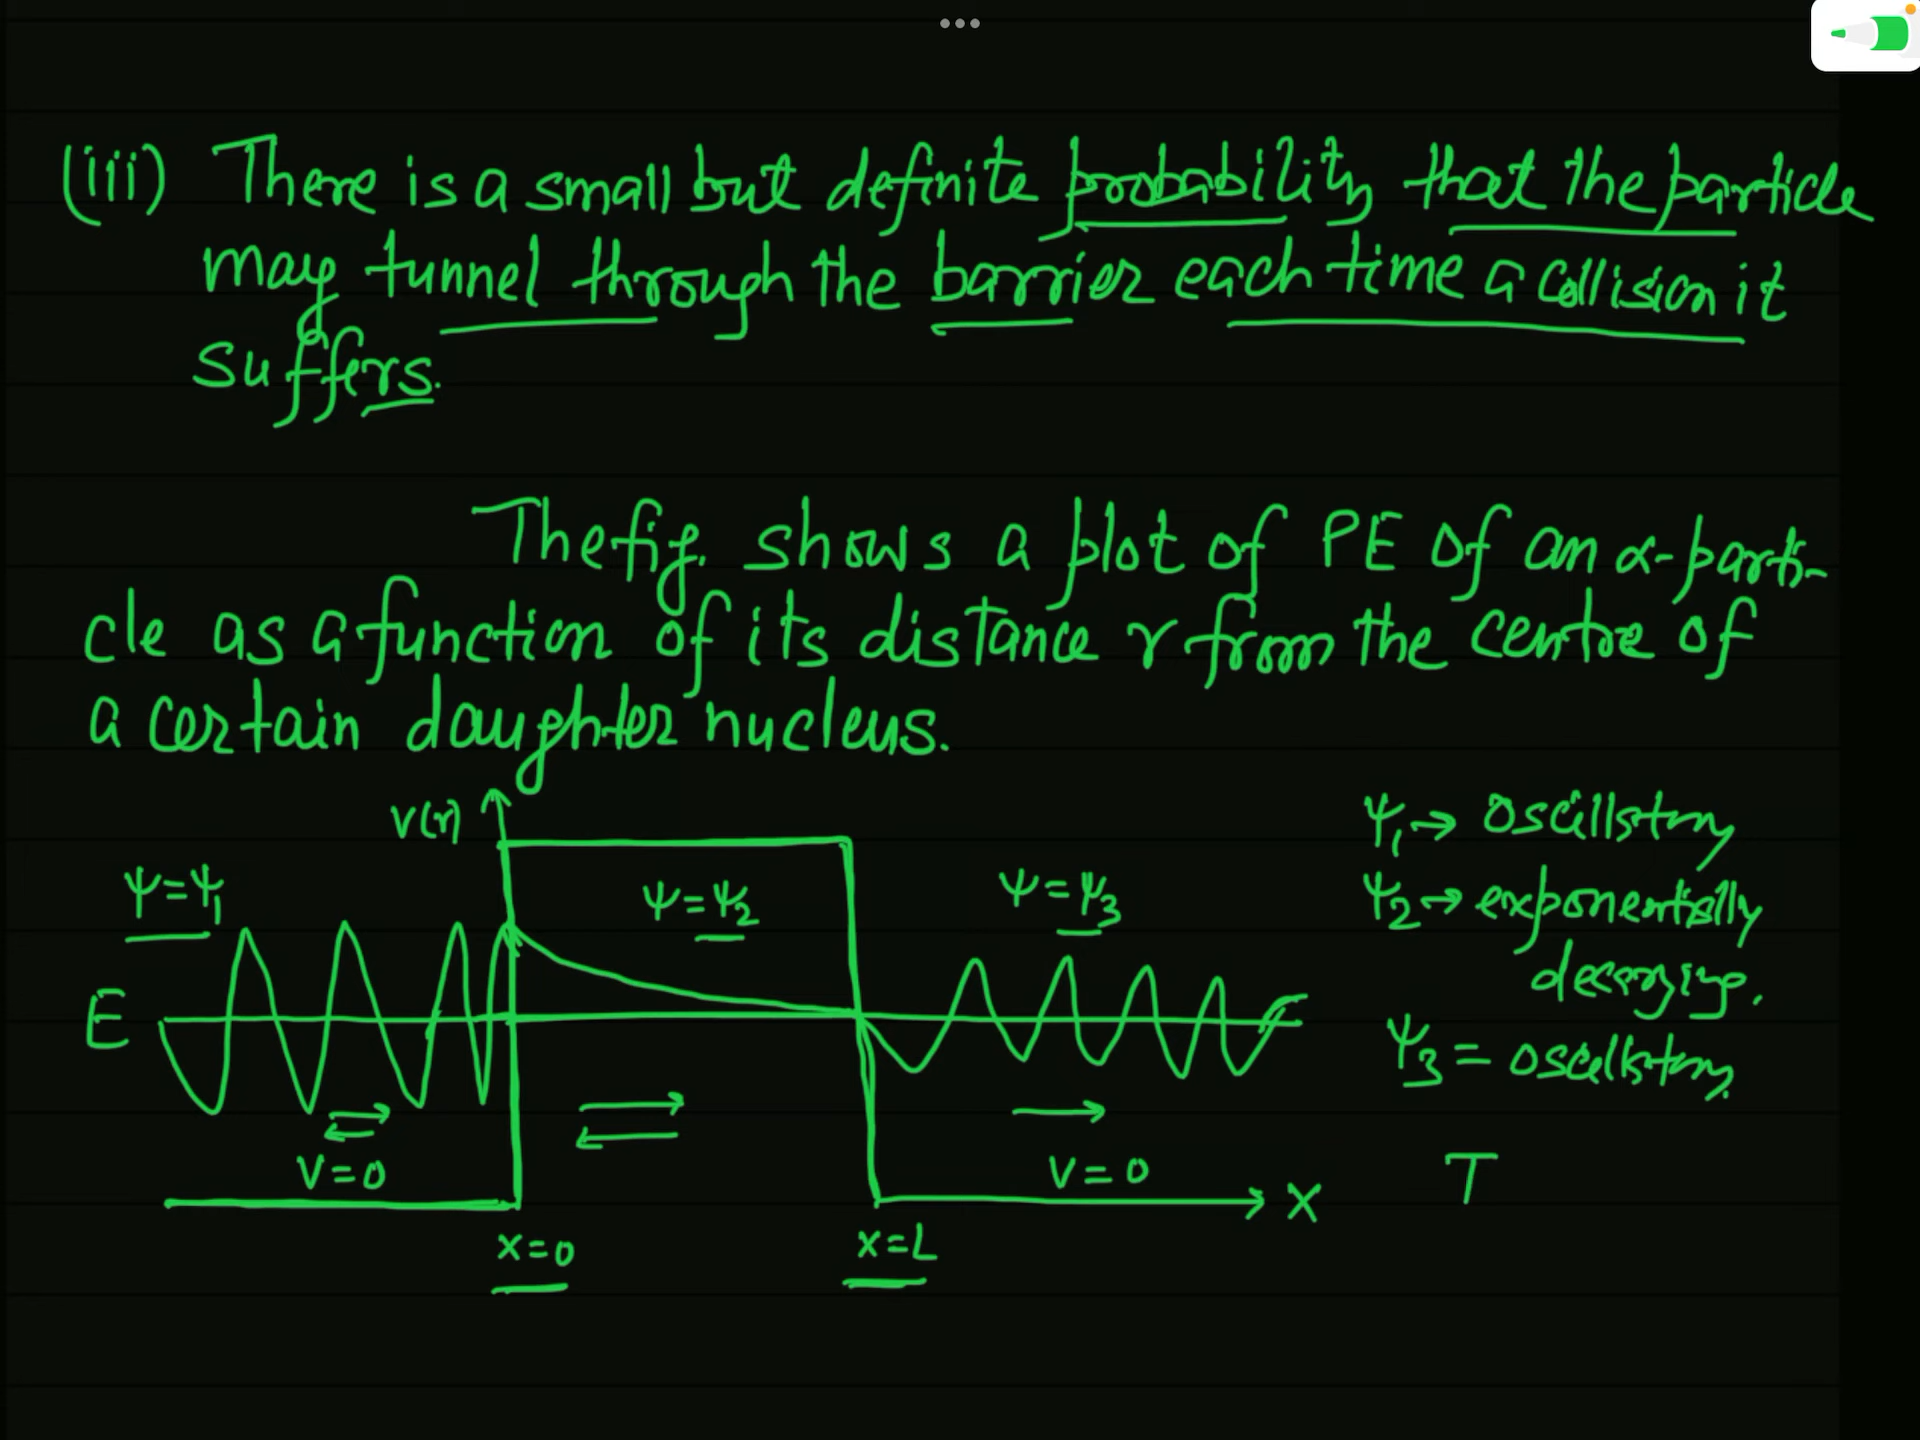 (iii) There is a small but definite probability that the particle
may tunnel through the barrier each time a collision it
suffers.
The fig. shows a plot of PE of an α-parti-
cle as a function of its distance r from the centre of
a certain daughter nucleus.
V(r)
ψ=ψ1
ψ=ψ2
ψ=ψ3
ψ1→ oscillatory
ψ2→ exponentially
decaying.
ψ3 = oscillatory
E
V=0
V=0
X
T
x=0
x=L